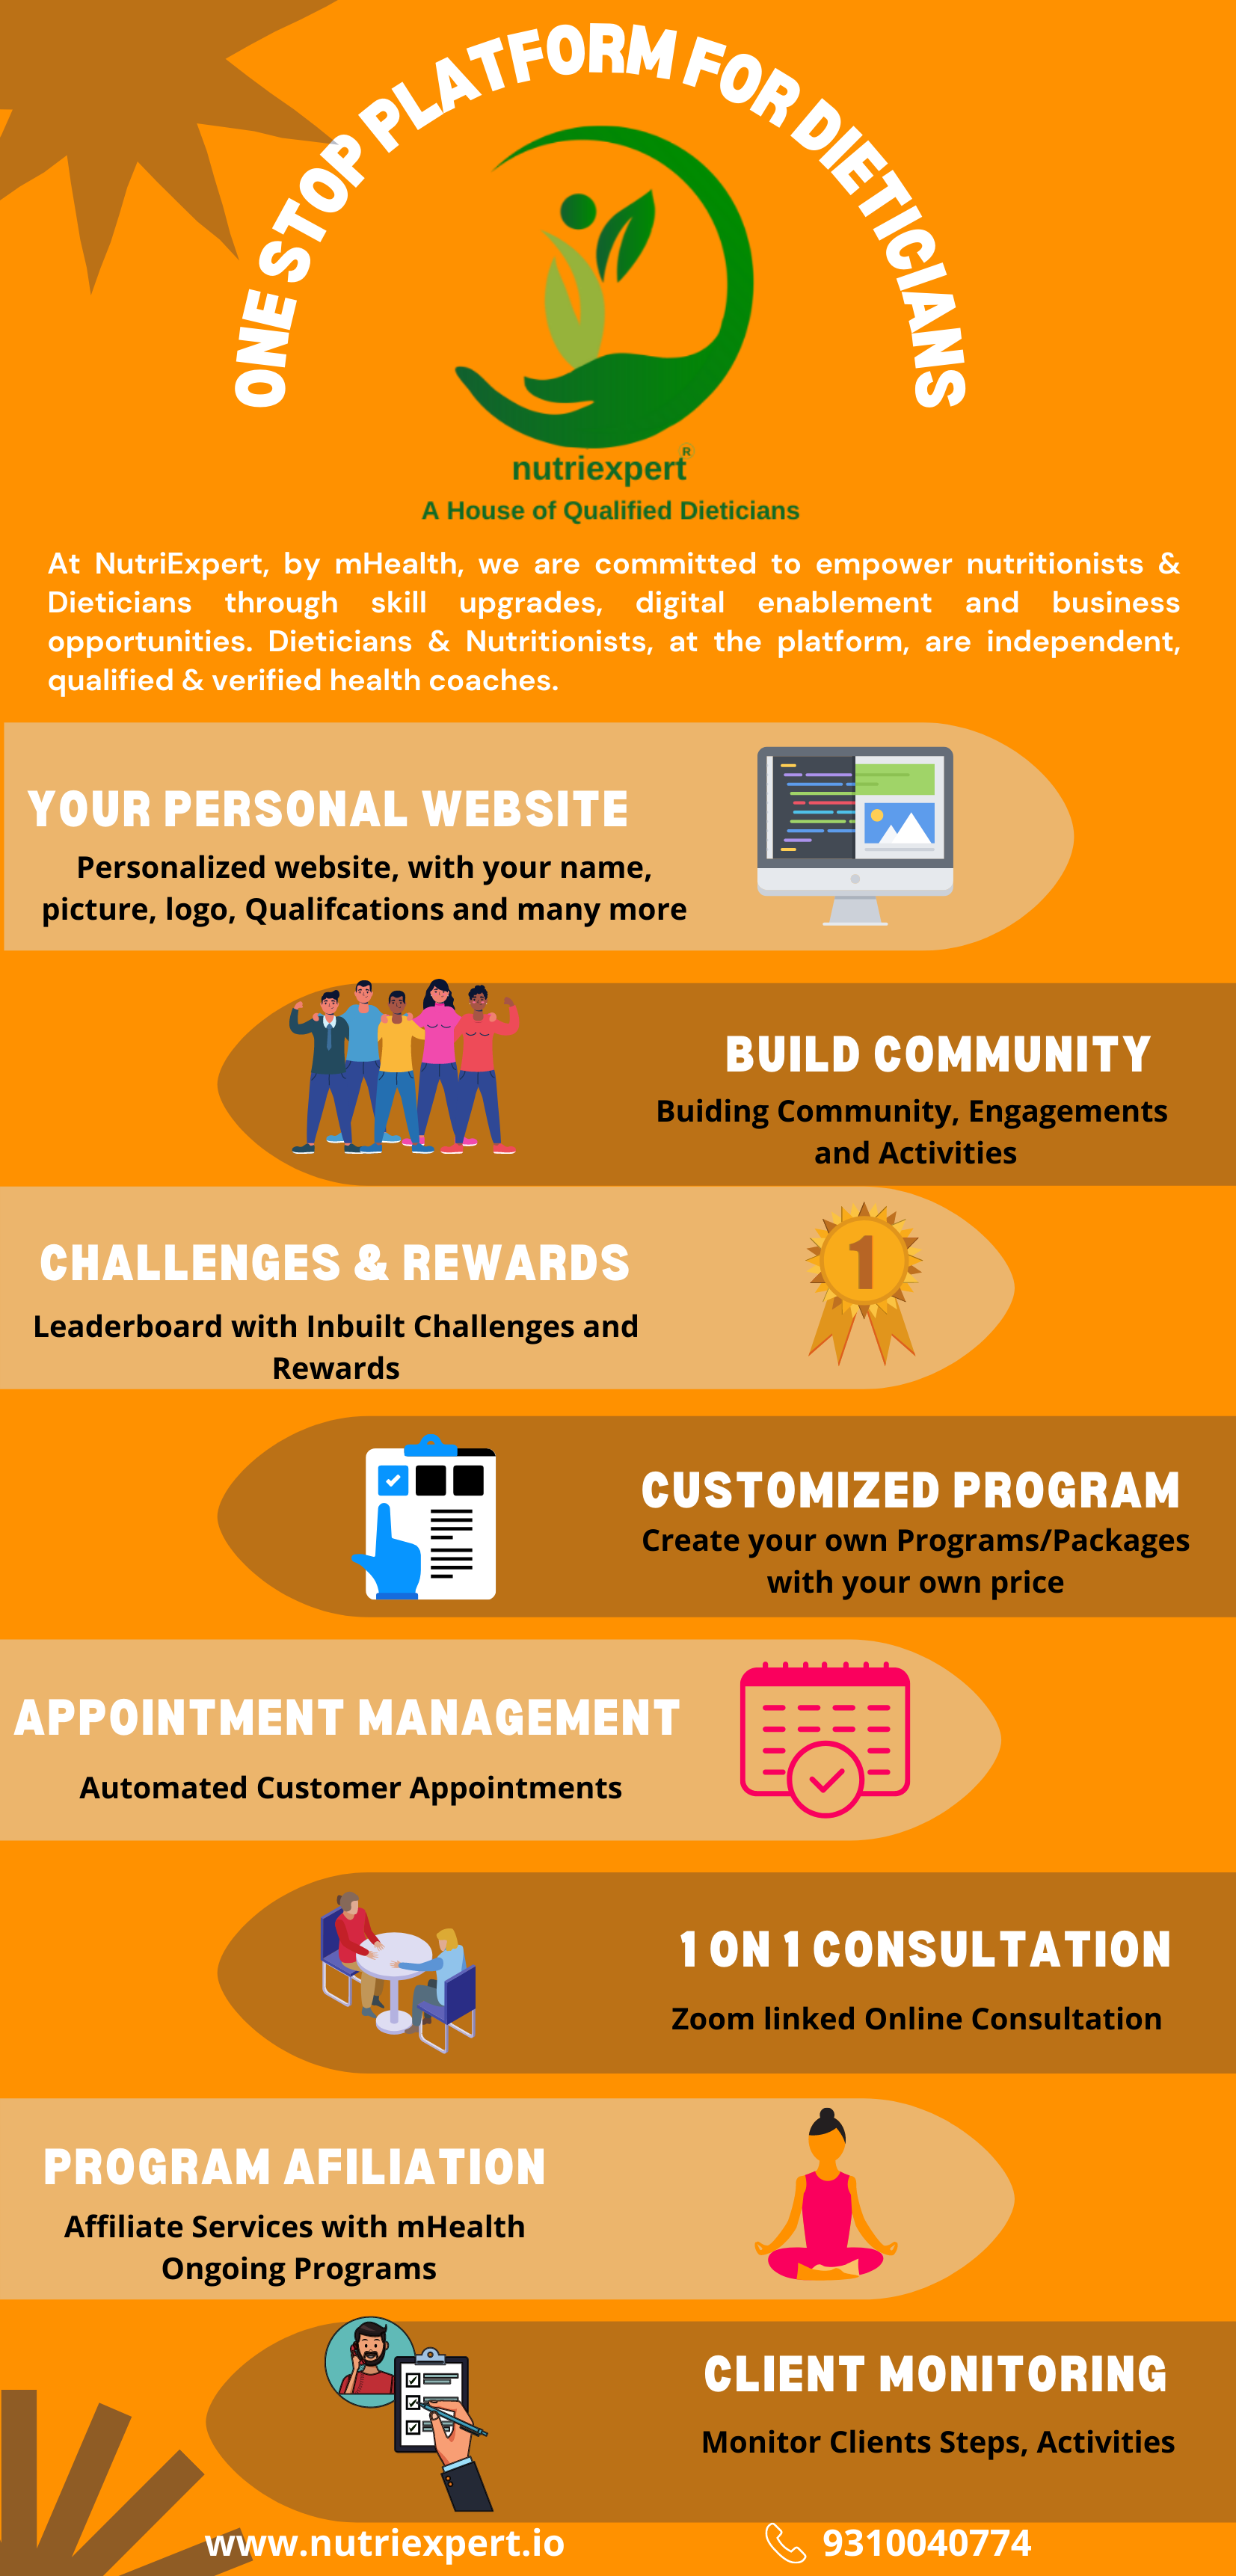 ONE STOP PLATFORM FOR DIETICIANS
nutriexpert®
A House of Qualified Dieticians
At NutriExpert, by mHealth, we are committed to empower nutritionists &
Dieticians through skill upgrades, digital enablement and business
opportunities. Dieticians & Nutritionists, at the platform, are independent,
qualified & verified health coaches.
YOUR PERSONAL WEBSITE
Personalized website, with your name,
picture, logo, Qualifcations and many more
BUILD COMMUNITY
Buiding Community, Engagements
and Activities
CHALLENGES & REWARDS
1
Leaderboard with Inbuilt Challenges and
Rewards
CUSTOMIZED PROGRAM
Create your own Programs/Packages
with your own price
APPOINTMENT MANAGEMENT
Automated Customer Appointments
1 ON 1 CONSULTATION
Zoom linked Online Consultation
PROGRAM AFILIATION
Affiliate Services with mHealth
Ongoing Programs
CLIENT MONITORING
Monitor Clients Steps, Activities
www.nutriexpert.io
9310040774